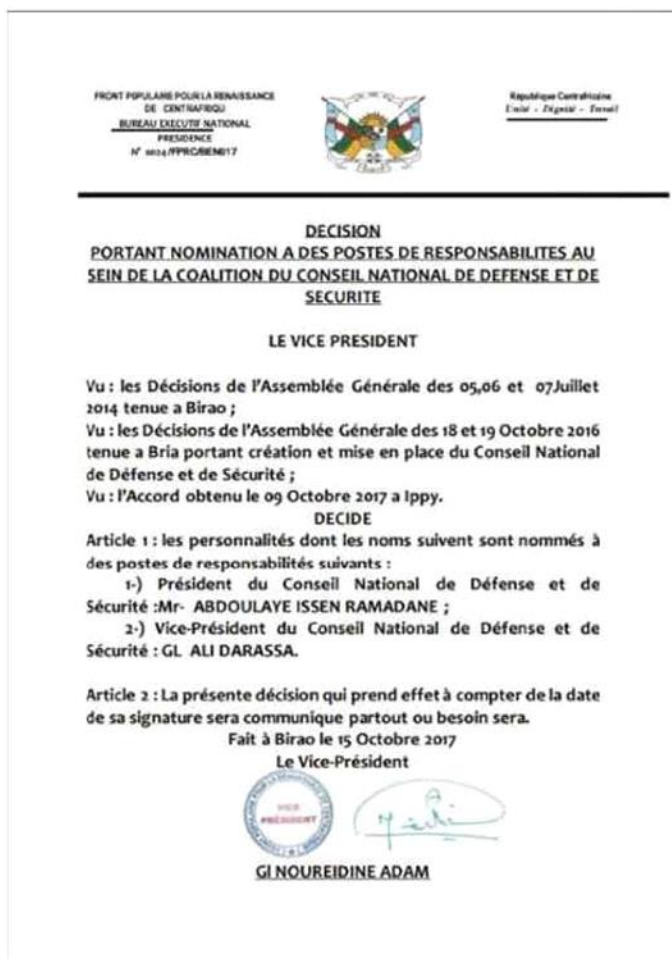 FRONT POPULAIRE POUR LA RENAISSANCE
DE CENTRAFRIQU
BUREAU EXECUTIF NATIONAL
PRESIDENCE
République Centrafricaine
Unité - Dignité - Travail
DECISION
PORTANT NOMINATION A DES POSTES DE RESPONSABILITES AU
SEIN DE LA COALITION DU CONSEIL NATIONAL DE DEFENSE ET DE
SECURITE
LE VICE PRESIDENT
Vu : les Décisions de l'Assemblée Générale des 05,06 et 07Juillet
2014 tenue a Birao ;
Vu : les Décisions de l'Assemblée Générale des 18 et 19 Octobre 2016
tenue a Bria portant création et mise en place du Conseil National
de Défense et de Sécurité ;
Vu : l'Accord obtenu le 09 Octobre 2017 a Ippy.
DECIDE
Article 1 : les personnalités dont les noms suivent sont nommés à
des postes de responsabilités suivants :
1-) Président du Conseil National de Défense et de
Sécurité :Mr- ABDOULAYE ISSEN RAMADANE ;
2-) Vice-Président du Conseil National de Défense et de
Sécurité : GL ALI DARASSA.
Article 2 : La présente décision qui prend effet à compter de la date
de sa signature sera communique partout ou besoin sera.
Fait à Birao le 15 Octobre 2017
Le Vice-Président
VICE
PRESIDENT
Gl NOUREIDINE ADAM